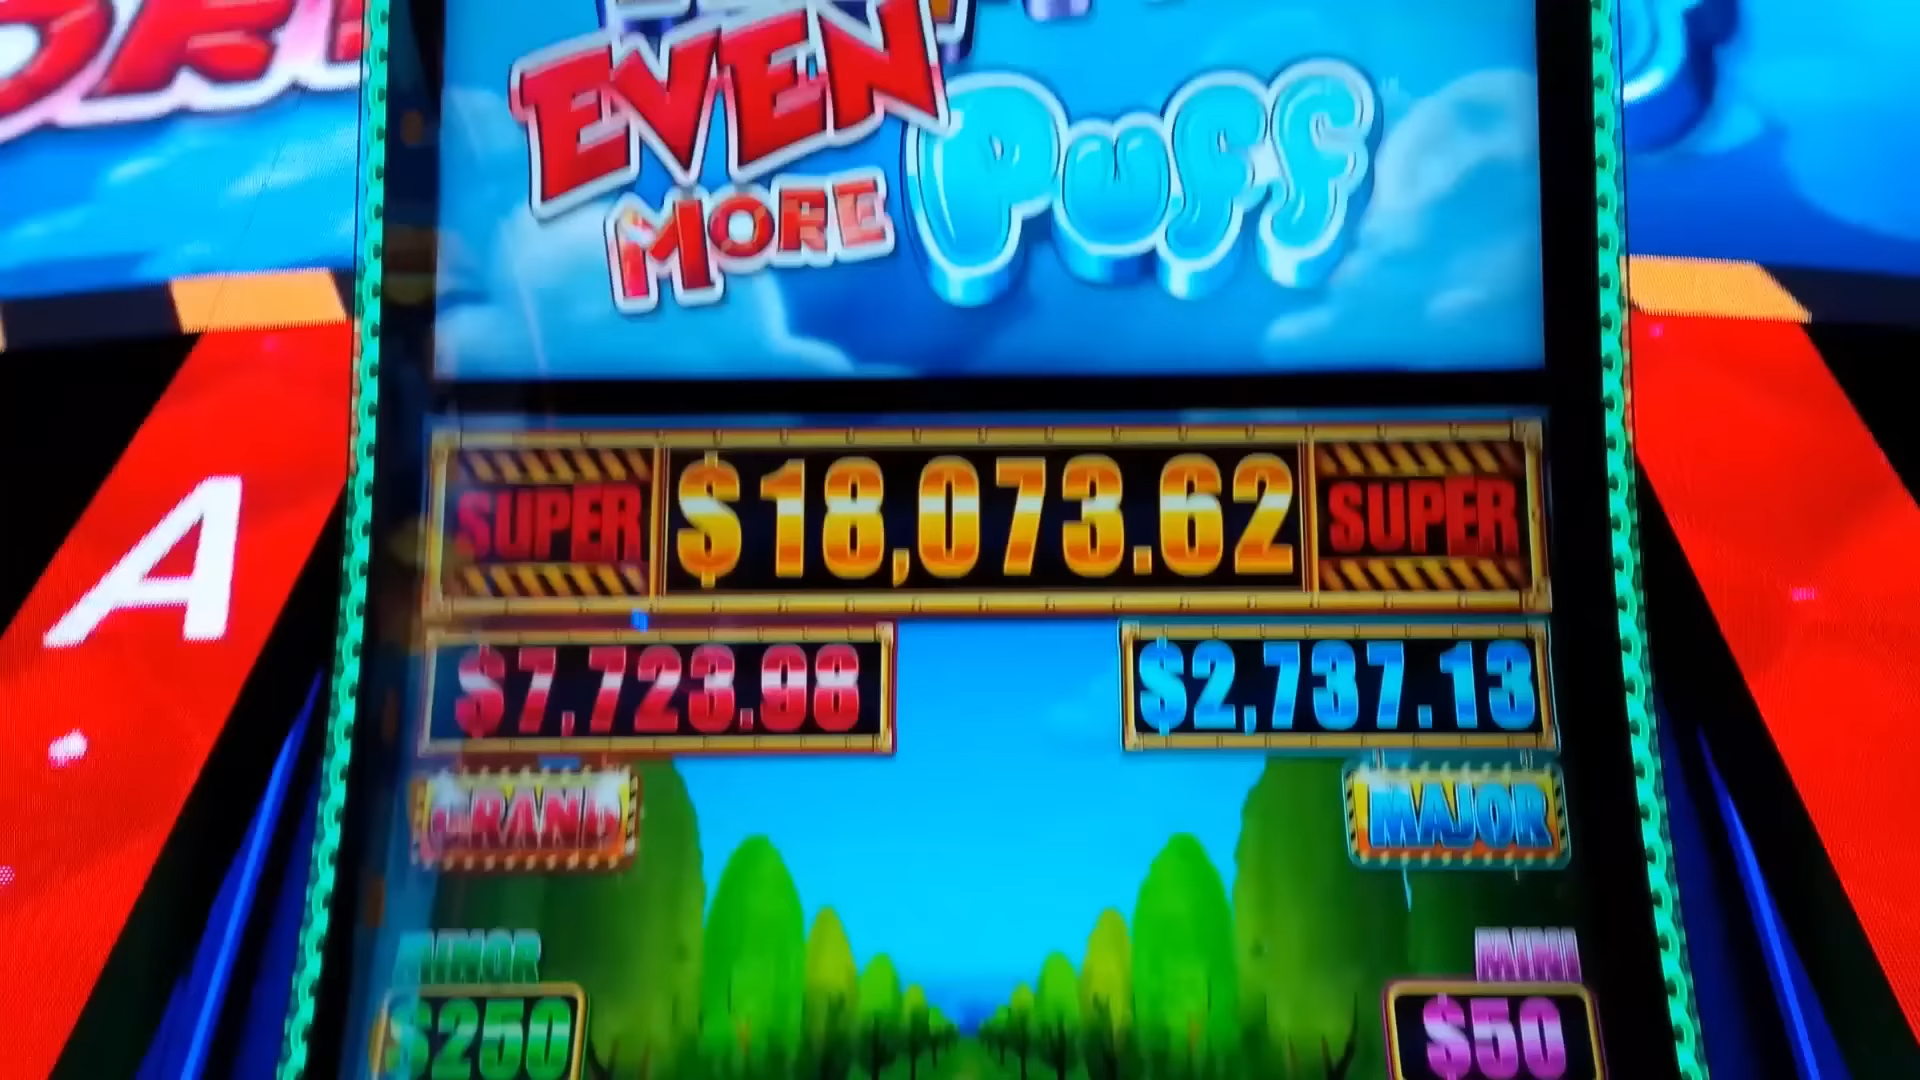 EVEN
MORE
Puff
SUPER $18,073.62 SUPER
$7,723.98 $2,737.13
GRAND MAJOR
MINOR MINI
$250 $50
A